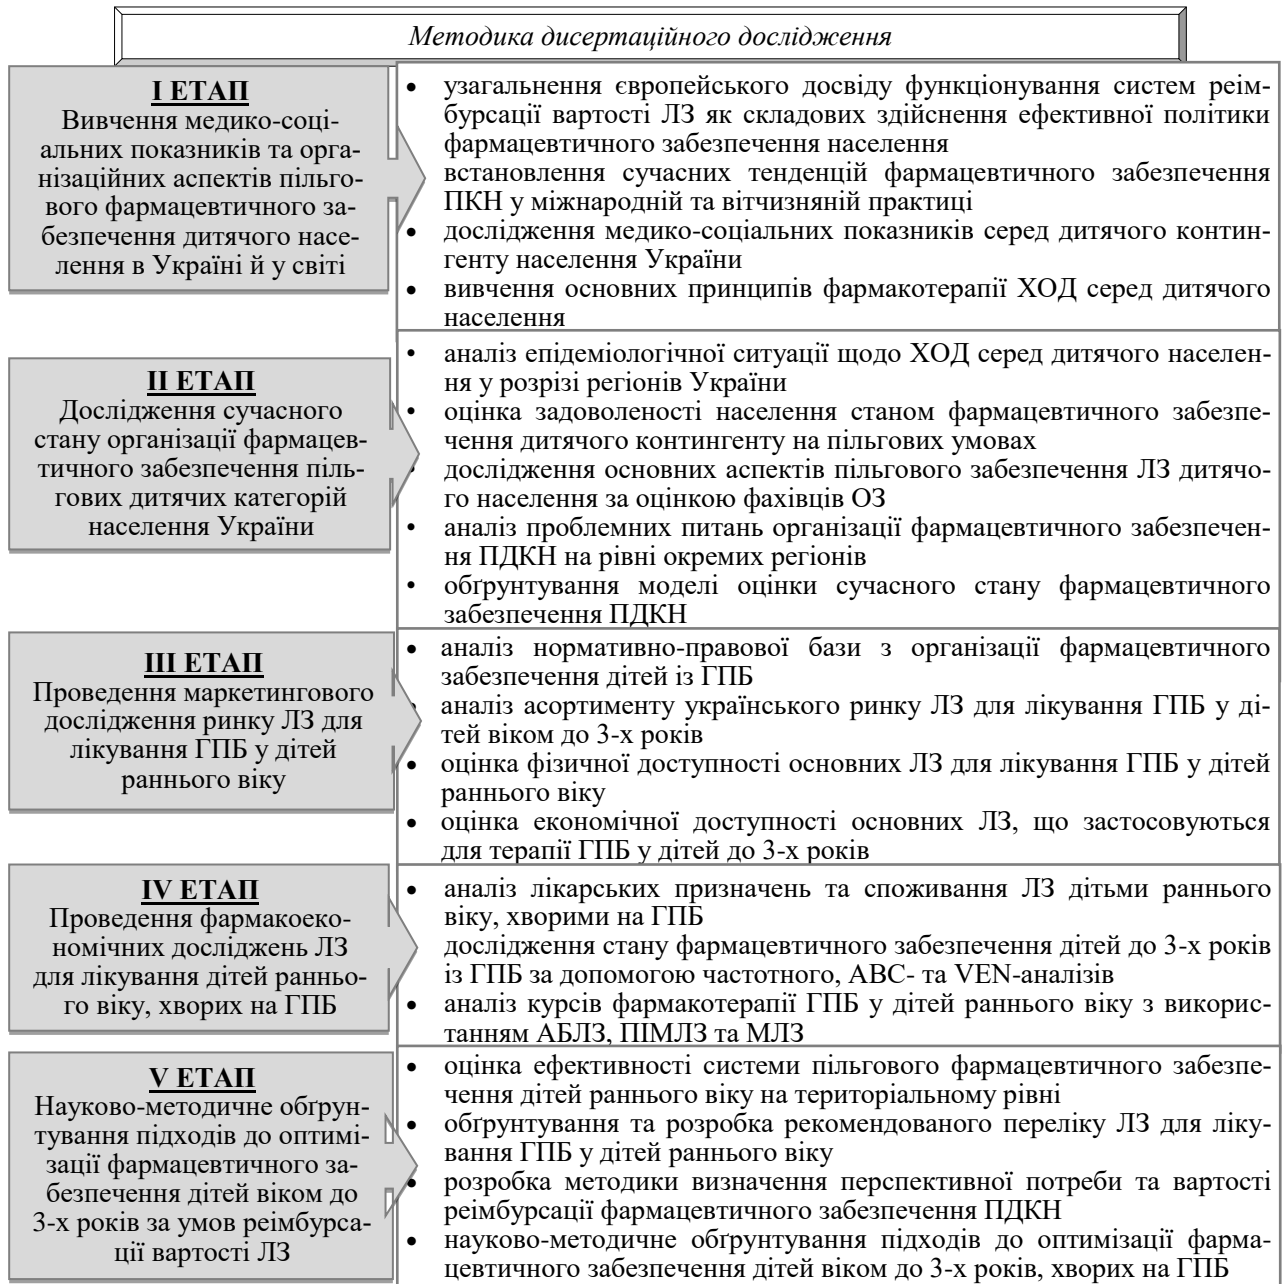 Методика дисертаційного дослідження
І ЕТАП
Вивчення медико-соці-
альних показників та орга-
нізаційних аспектів пільго-
вого фармацевтичного за-
безпечення дитячого насе-
лення в Україні й у світі
• узагальнення європейського досвіду функціонування систем реім-
бурсації вартості ЛЗ як складових здійснення ефективної політики
фармацевтичного забезпечення населення
встановлення сучасних тенденцій фармацевтичного забезпечення
ПКН у міжнародній та вітчизняній практиці
• дослідження медико-соціальних показників серед дитячого контин-
генту населення України
• вивчення основних принципів фармакотерапії ХОД серед дитячого
населення
ІІ ЕТАП
Дослідження сучасного
стану організації фармацев-
тичного забезпечення піль-
гових дитячих категорій
населення України
• аналіз епідеміологічної ситуації щодо ХОД серед дитячого населен-
ня у розрізі регіонів України
• оцінка задоволеності населення станом фармацевтичного забезпе-
чення дитячого контингенту на пільгових умовах
• дослідження основних аспектів пільгового забезпечення ЛЗ дитячо-
го населення за оцінкою фахівців ОЗ
• аналіз проблемних питань організації фармацевтичного забезпечен-
ня ПДКН на рівні окремих регіонів
• обґрунтування моделі оцінки сучасного стану фармацевтичного
забезпечення ПДКН
ІІІ ЕТАП
Проведення маркетингового
дослідження ринку ЛЗ для
лікування ГПБ у дітей
раннього віку
• аналіз нормативно-правової бази з організації фармацевтичного
забезпечення дітей із ГПБ
• аналіз асортименту українського ринку ЛЗ для лікування ГПБ у ді-
тей віком до 3-х років
• оцінка фізичної доступності основних ЛЗ для лікування ГПБ у дітей
раннього віку
• оцінка економічної доступності основних ЛЗ, що застосовуються
для терапії ГПБ у дітей до 3-х років
IV ЕТАП
Проведення фармакоеко-
номічних досліджень ЛЗ
для лікування дітей ранньо-
го віку, хворих на ГПБ
• аналіз лікарських призначень та споживання ЛЗ дітьми раннього
віку, хворими на ГПБ
дослідження стану фармацевтичного забезпечення дітей до 3-х років
із ГПБ за допомогою частотного, АВС- та VEN-аналізів
• аналіз курсів фармакотерапії ГПБ у дітей раннього віку з викорис-
танням АБЛЗ, ПІМЛЗ та МЛЗ
V ЕТАП
Науково-методичне обґрун-
тування підходів до оптимі-
зації фармацевтичного за-
безпечення дітей віком до
3-х років за умов реімбурса-
ції вартості ЛЗ
• оцінка ефективності системи пільгового фармацевтичного забезпе-
чення дітей раннього віку на територіальному рівні
• обґрунтування та розробка рекомендованого переліку ЛЗ для ліку-
вання ГПБ у дітей раннього віку
• розробка методики визначення перспективної потреби та вартості
реімбурсації фармацевтичного забезпечення ПДКН
• науково-методичне обґрунтування підходів до оптимізації фарма-
цевтичного забезпечення дітей віком до 3-х років, хворих на ГПБ